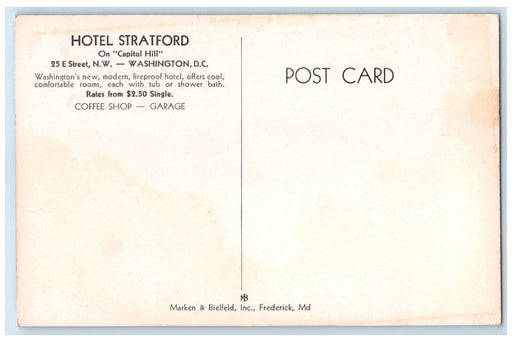 HOTEL STRATFORD
On "Capitol Hill"
25 E Street, N.W. — WASHINGTON, D.C.
Washington's new, modern, fireproof hotel, offers cool,
comfortable rooms, each with tub or shower bath.
Rates from $2.50 Single.
COFFEE SHOP — GARAGE
POST CARD
Marken & Bielfeld, Inc., Frederick, Md